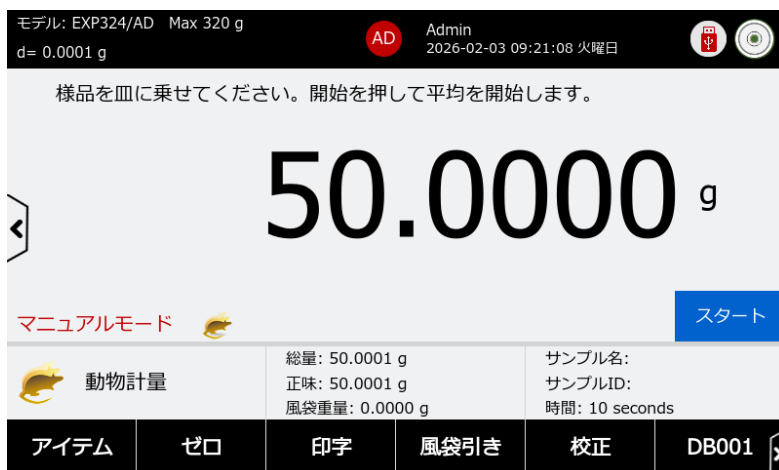 モデル: EXP324/AD Max 320 g
d= 0.0001 g
AD
Admin
2026-02-03 09:21:08 火曜日
様品を皿に乗せてください。開始を押して平均を開始します。
50.0000 g
マニュアルモード
スタート
動物計量
総量: 50.0001 g
正味: 50.0001 g
風袋重量: 0.0000 g
サンプル名:
サンプルID:
時間: 10 seconds
アイテム
ゼロ
印字
風袋引き
校正
DB001